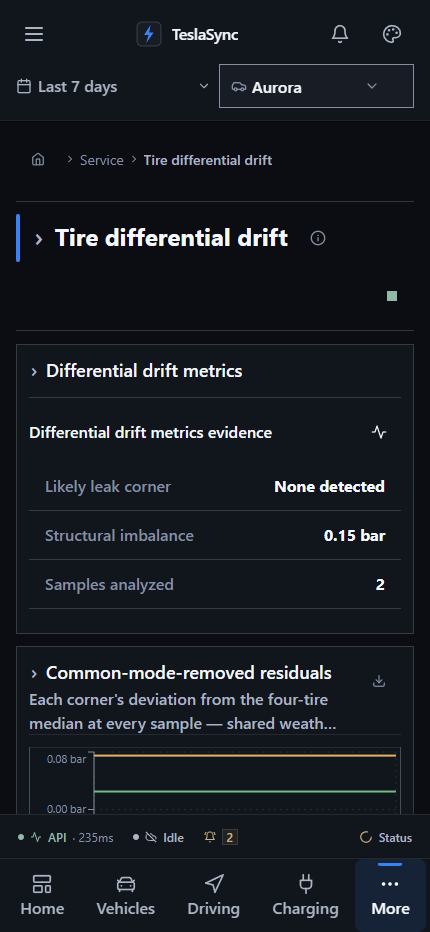 TeslaSync
Last 7 days
Aurora
Service
Tire differential drift
Tire differential drift
Differential drift metrics
Differential drift metrics evidence
Likely leak corner None detected
Structural imbalance 0.15 bar
Samples analyzed 2
Common-mode-removed residuals
Each corner's deviation from the four-tire
median at every sample — shared weath...
0.08 bar
0.00 bar
API · 235ms Idle 2 Status
Home Vehicles Driving Charging More